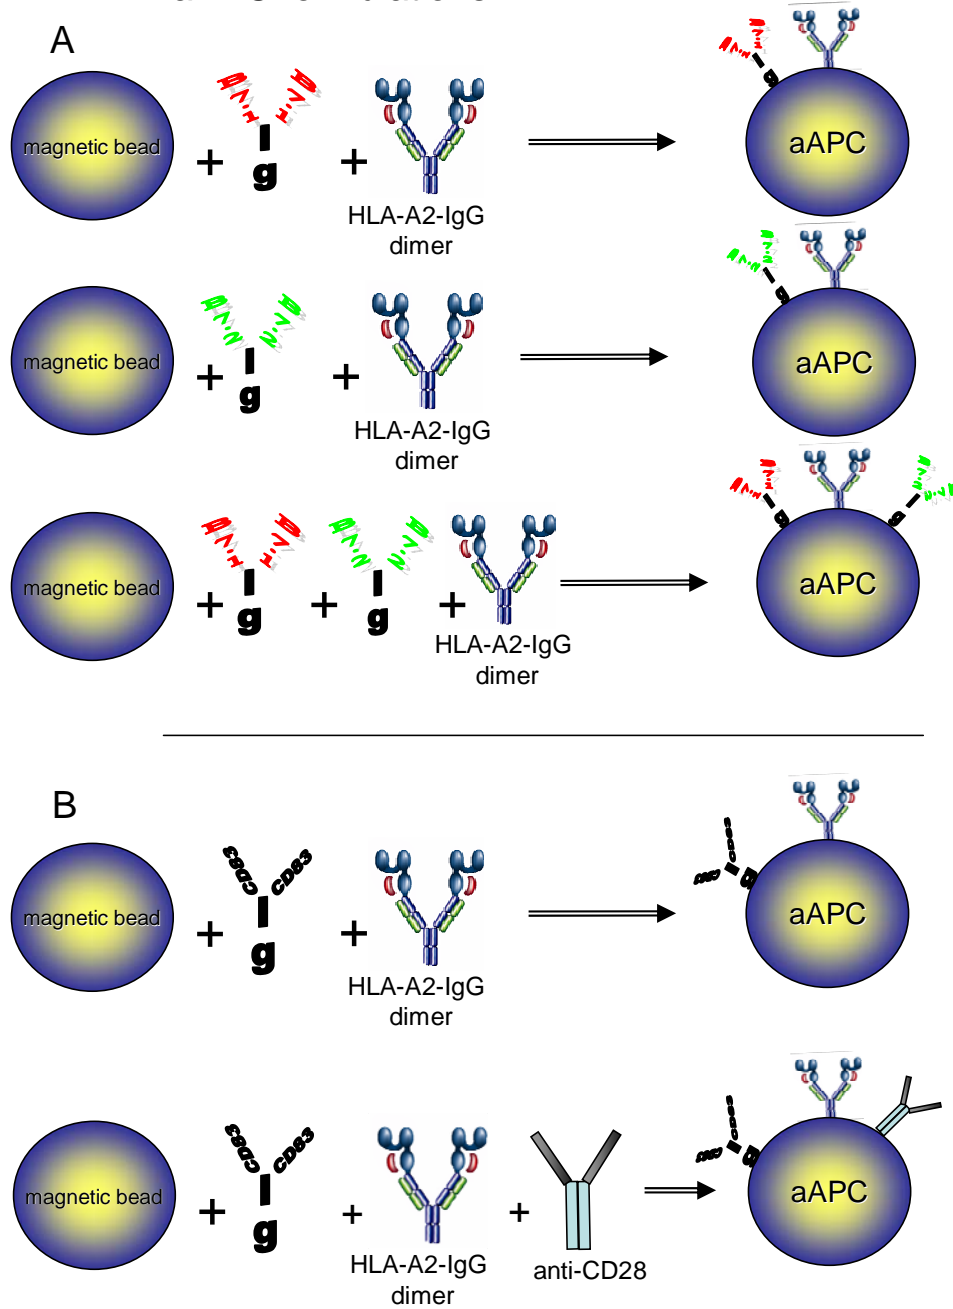 A
magnetic bead
+
g
+
HLA-A2-IgG
dimer
g
aAPC
magnetic bead
+
g
+
HLA-A2-IgG
dimer
g
aAPC
magnetic bead
+
g
+
g
+
HLA-A2-IgG
dimer
g
g
aAPC
B
magnetic bead
+
CD83
CD83
g
+
HLA-A2-IgG
dimer
CD83
aAPC
magnetic bead
+
CD83
CD83
g
+
HLA-A2-IgG
dimer
+
anti-CD28
CD83
aAPC